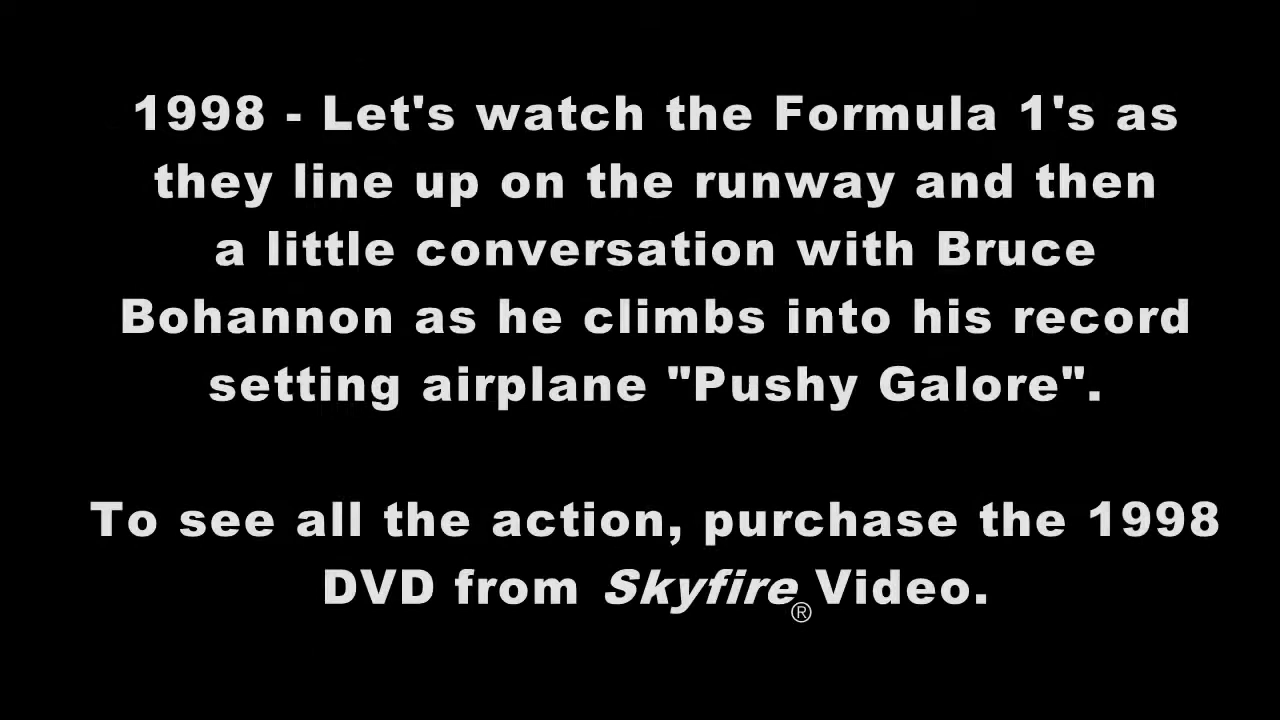 1998 - Let's watch the Formula 1's as
they line up on the runway and then
a little conversation with Bruce
Bohannon as he climbs into his record
setting airplane "Pushy Galore".
To see all the action, purchase the 1998
DVD from Skyfire® Video.